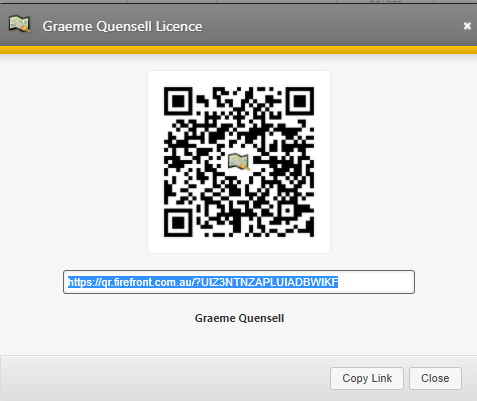 Graeme Quensell Licence
https://qr.firefront.com.au/?UIZ3NTNZAPLUIADBWIKF
Graeme Quensell
Copy Link
Close